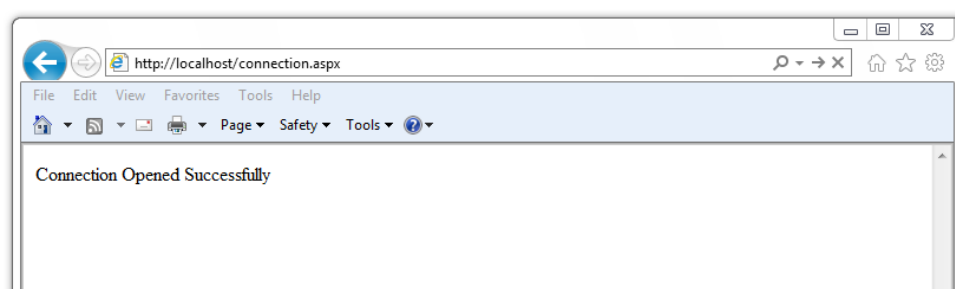 http://localhost/connection.aspx
File Edit View Favorites Tools Help
Page Safety Tools
Connection Opened Successfully